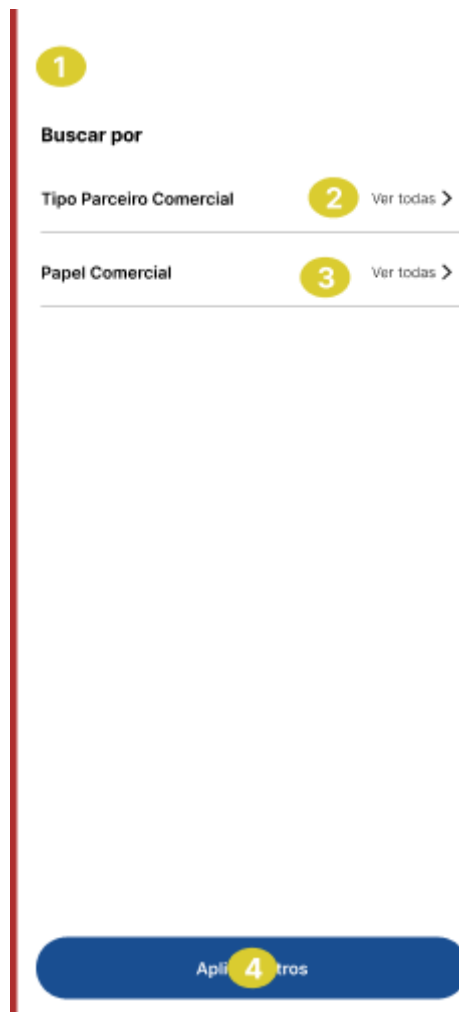 1
Buscar por
Tipo Parceiro Comercial 2 Ver todas
Papel Comercial 3 Ver todas
4